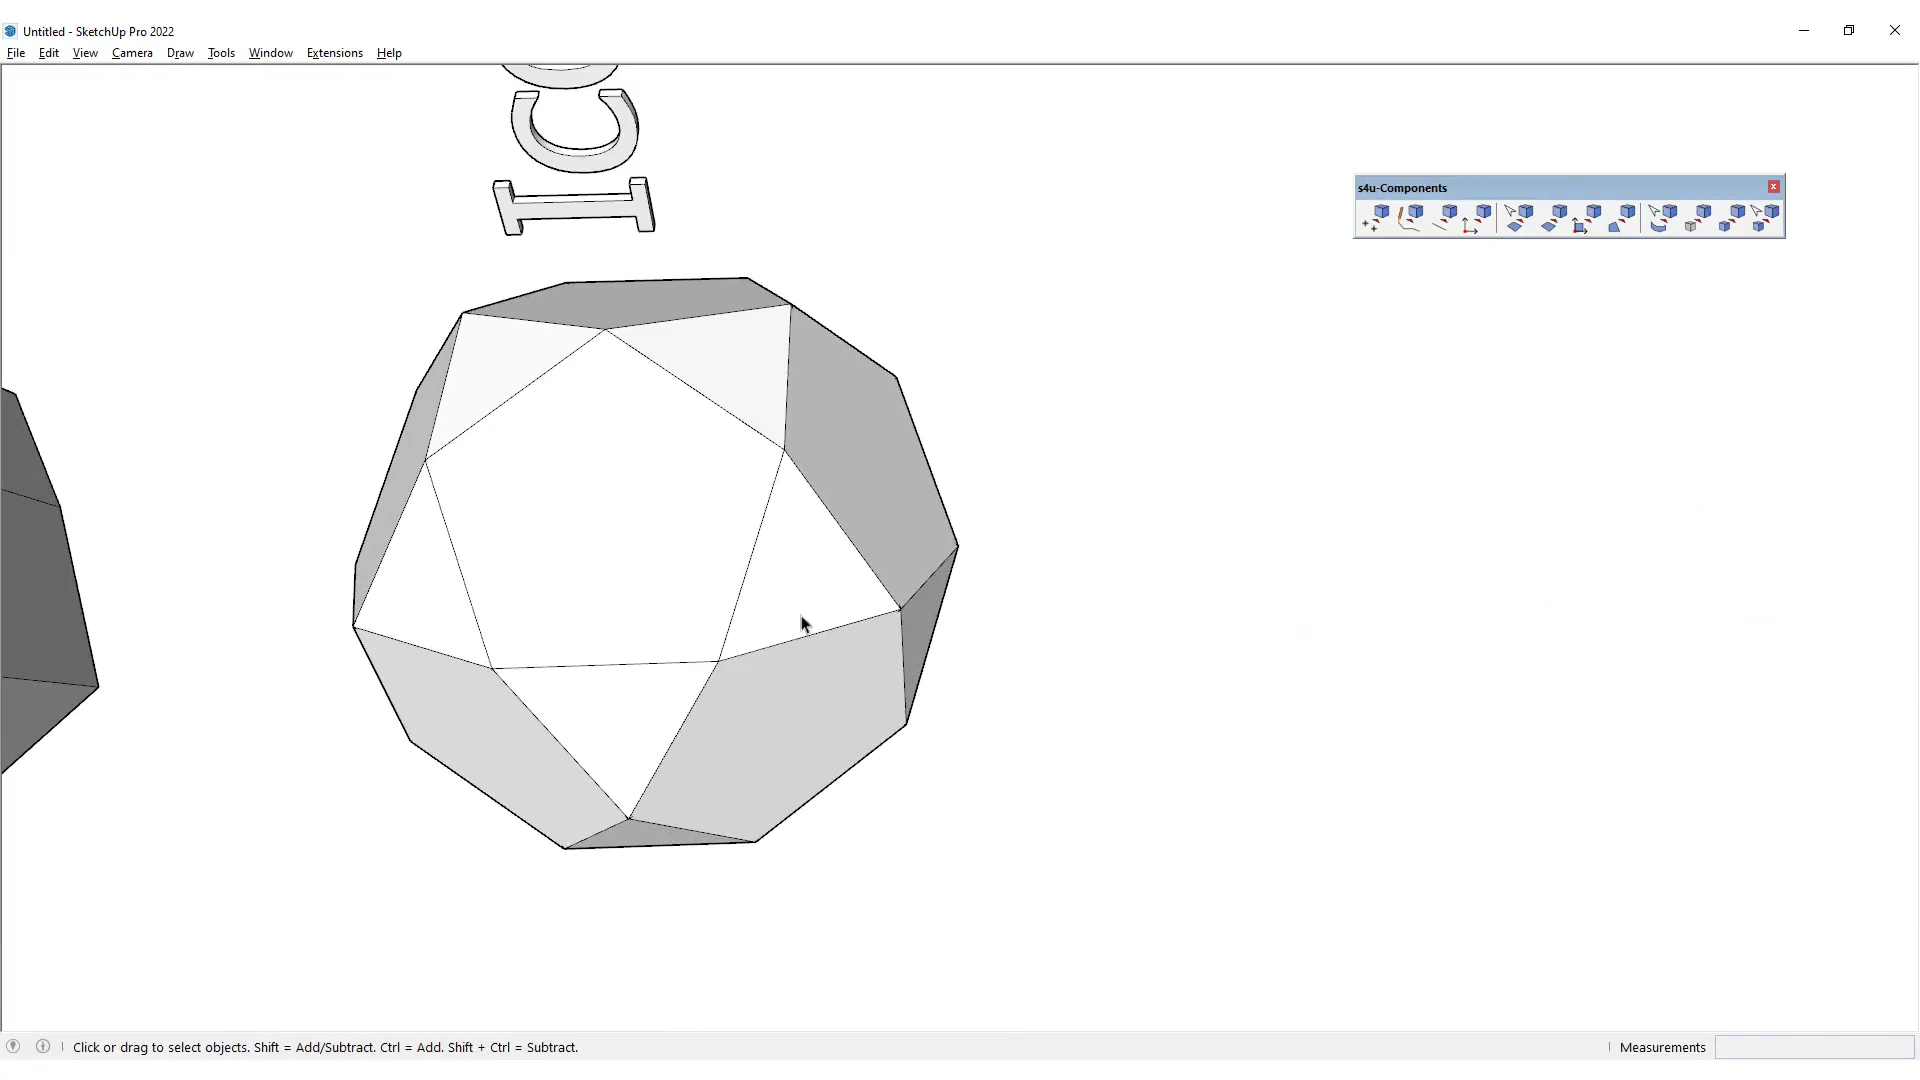 Untitled - SketchUp Pro 2022
File Edit View Camera Draw Tools Window Extensions Help
s4u-Components
Click or drag to select objects. Shift = Add/Subtract. Ctrl = Add. Shift + Ctrl = Subtract.
Measurements